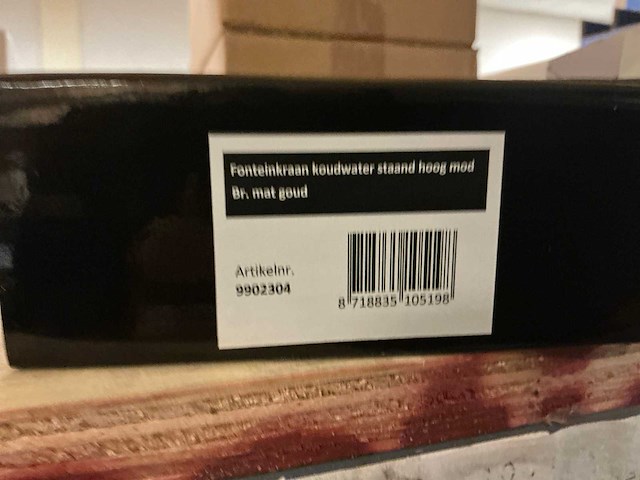 Fonteinkraan koudwater staand hoog mod
Br. mat goud
Artikelnr.
9902304
8 718835 105198